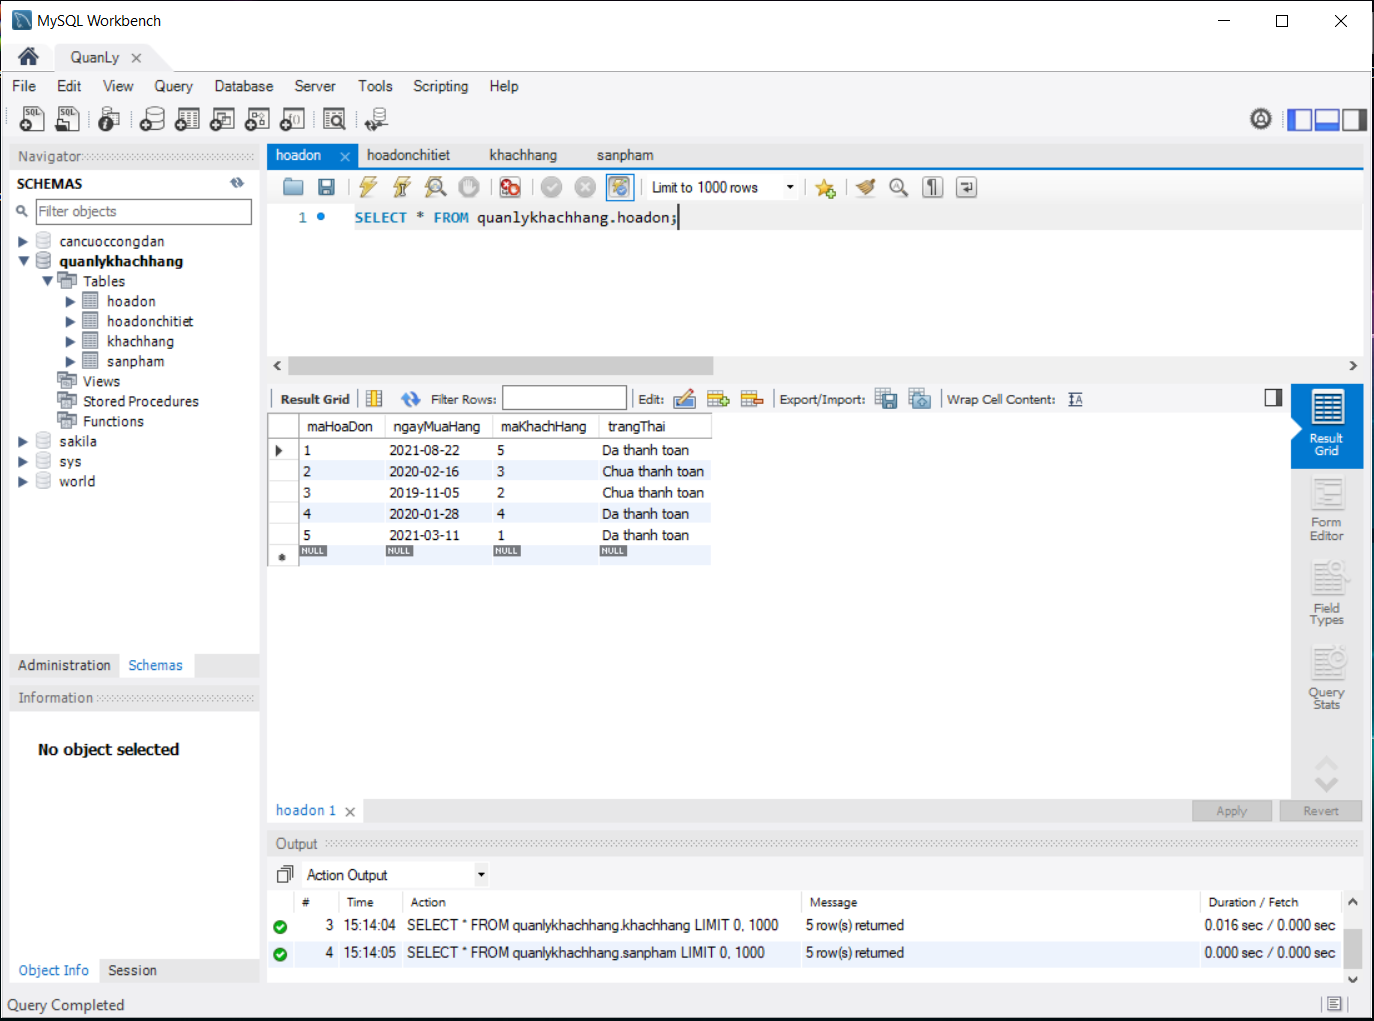 MySQL Workbench
QuanLy
File Edit View Query Database Server Tools Scripting Help
Navigator
SCHEMAS
Filter objects
cancuoccongdan
quanlykhachhang
Tables
hoadon
hoadonchitiet
khachhang
sanpham
Views
Stored Procedures
Functions
sakila
sys
world
Administration Schemas
Information
No object selected
Object Info Session
hoadon hoadonchitiet khachhang sanpham
Limit to 1000 rows
1 SELECT * FROM quanlykhachhang.hoadon;
Result Grid Filter Rows: Edit: Export/Import: Wrap Cell Content:
maHoaDon ngayMuaHang maKhachHang trangThai
1 2021-08-22 5 Da thanh toan
2 2020-02-16 3 Chua thanh toan
3 2019-11-05 2 Chua thanh toan
4 2020-01-28 4 Da thanh toan
5 2021-03-11 1 Da thanh toan
NULL NULL NULL NULL
Result
Grid
Form
Editor
Field
Types
Query
Stats
hoadon 1
Apply Revert
Output
Action Output
# Time Action Message Duration / Fetch
3 15:14:04 SELECT * FROM quanlykhachhang.khachhang LIMIT 0, 1000 5 row(s) returned 0.016 sec / 0.000 sec
4 15:14:05 SELECT * FROM quanlykhachhang.sanpham LIMIT 0, 1000 5 row(s) returned 0.000 sec / 0.000 sec
Query Completed